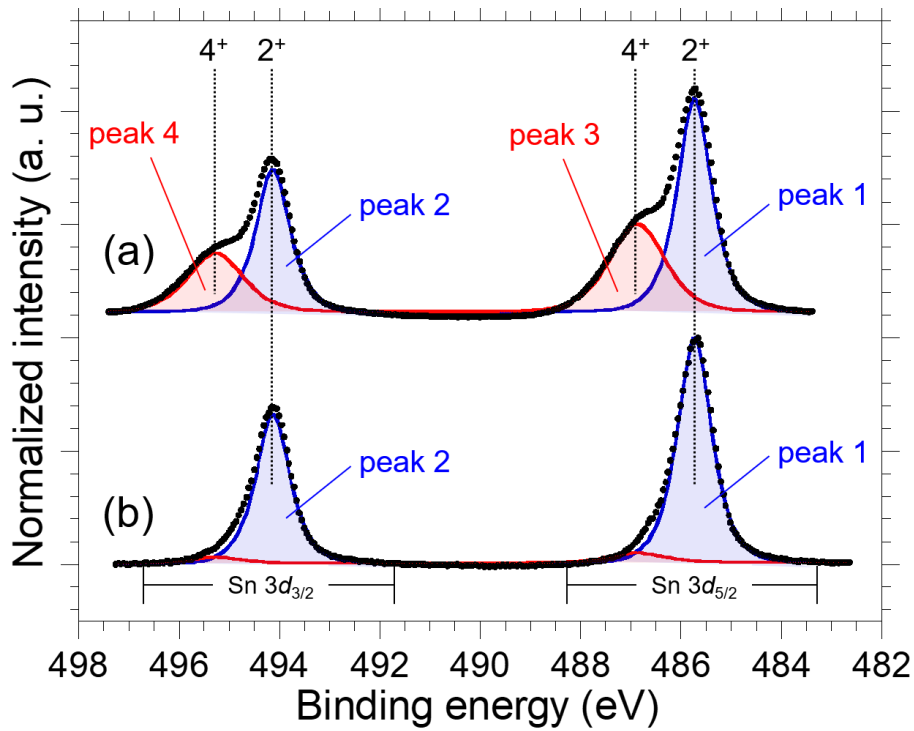 4+ 2+ 4+ 2+
peak 4
peak 3
peak 2
peak 1
(a)
peak 2
peak 1
(b)
Sn 3d3/2
Sn 3d5/2
498 496 494 492 490 488 486 484 482
Binding energy (eV)
Normalized intensity (a. u.)